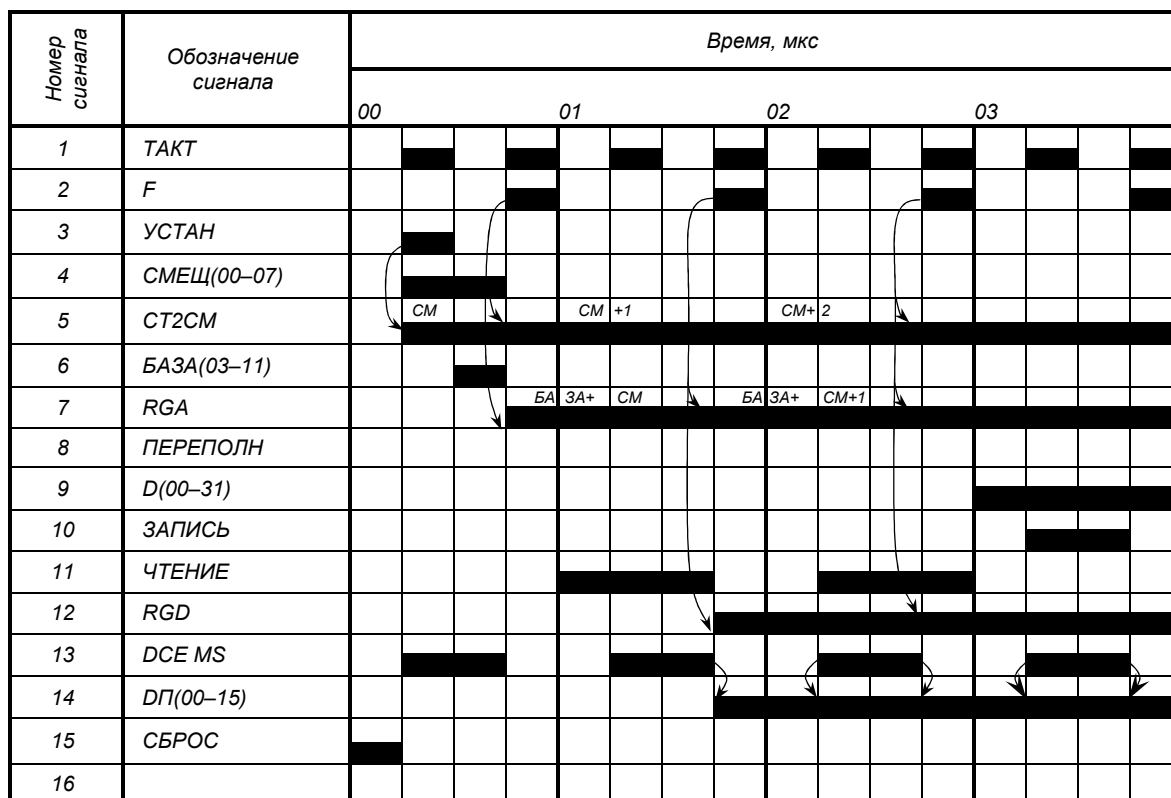 Номер сигнала
Обозначение сигнала
Время, мкс
00 01 02 03
1 ТАКТ
2 F
3 УСТАН
4 СМЕЩ(00–07)
5 СТ2СМ СМ СМ +1 СМ+ 2
6 БАЗА(03–11)
7 RGA БА ЗА+ СМ БА ЗА+ СМ+1
8 ПЕРЕПОЛН
9 D(00–31)
10 ЗАПИСЬ
11 ЧТЕНИЕ
12 RGD
13 DCE MS
14 DП(00–15)
15 СБРОС
16